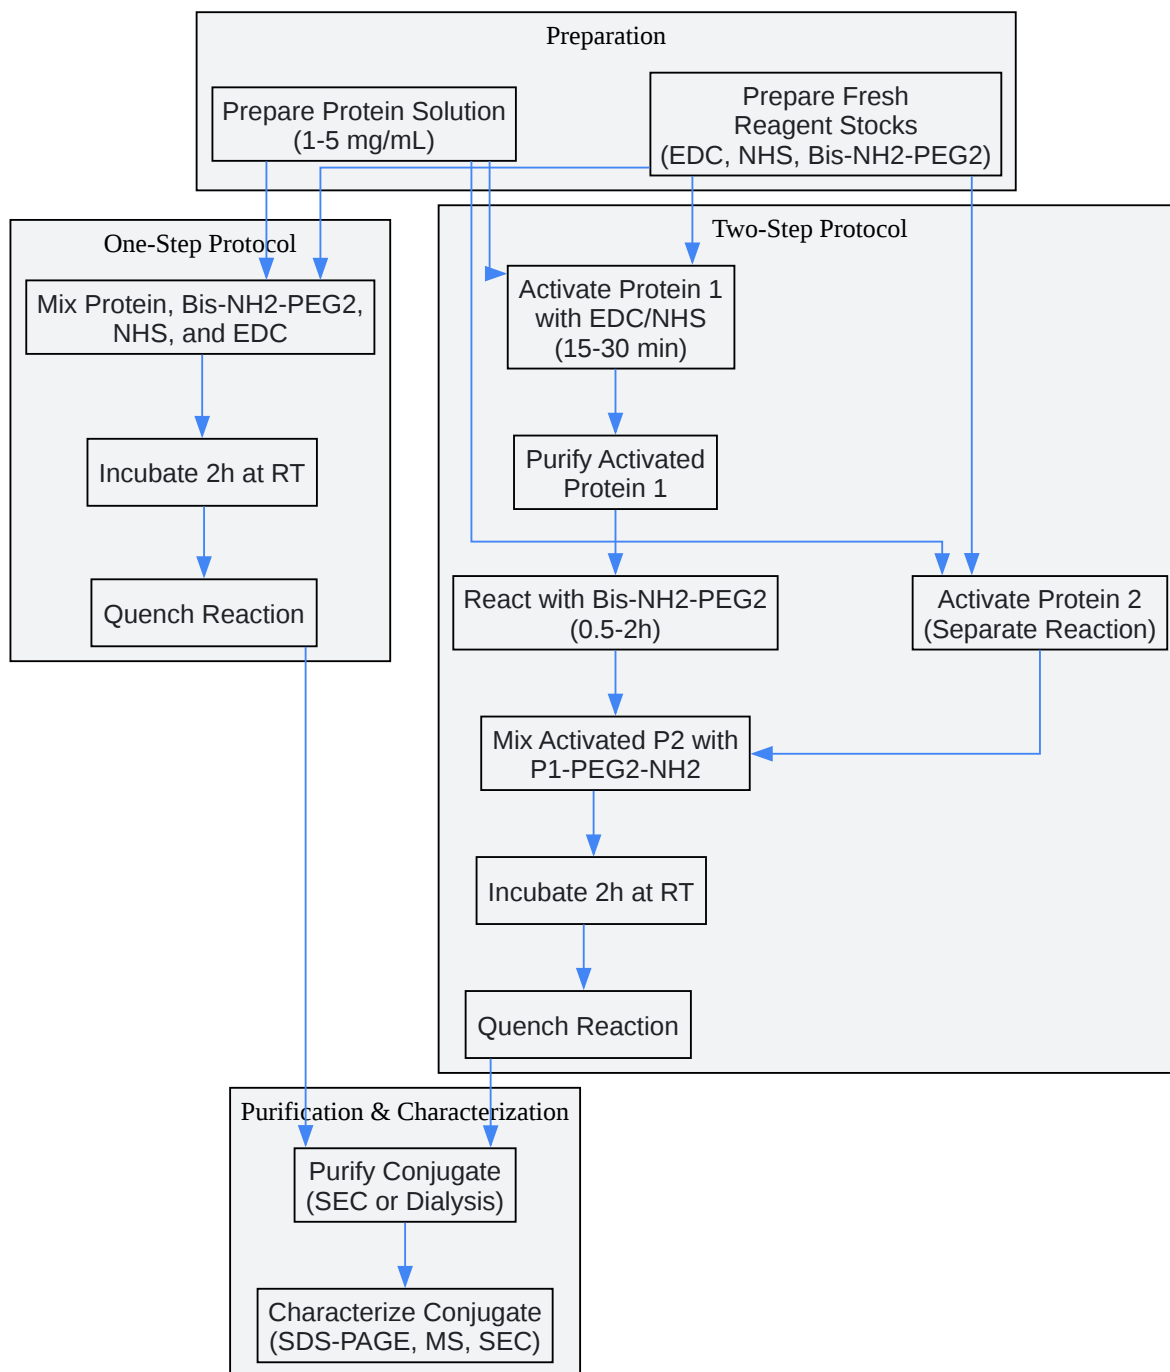 Preparation
Prepare Protein Solution
(1-5 mg/mL)
Prepare Fresh
Reagent Stocks
(EDC, NHS, Bis-NH2-PEG2)
One-Step Protocol
Mix Protein, Bis-NH2-PEG2,
NHS, and EDC
Incubate 2h at RT
Quench Reaction
Two-Step Protocol
Activate Protein 1
with EDC/NHS
(15-30 min)
Purify Activated
Protein 1
React with Bis-NH2-PEG2
(0.5-2h)
Activate Protein 2
(Separate Reaction)
Mix Activated P2 with
P1-PEG2-NH2
Incubate 2h at RT
Quench Reaction
Purification & Characterization
Purify Conjugate
(SEC or Dialysis)
Characterize Conjugate
(SDS-PAGE, MS, SEC)